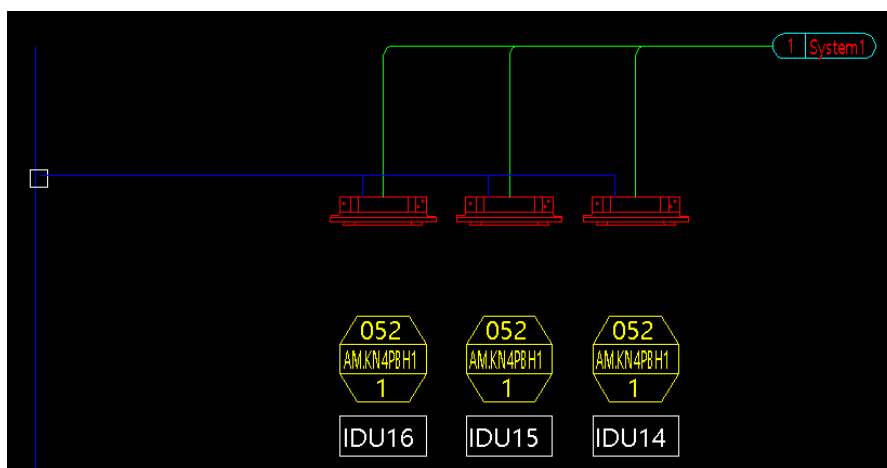 1 System1
052 052 052
AM.KN4PBH1 AM.KN4PBH1 AM.KN4PBH1
1 1 1
IDU16 IDU15 IDU14